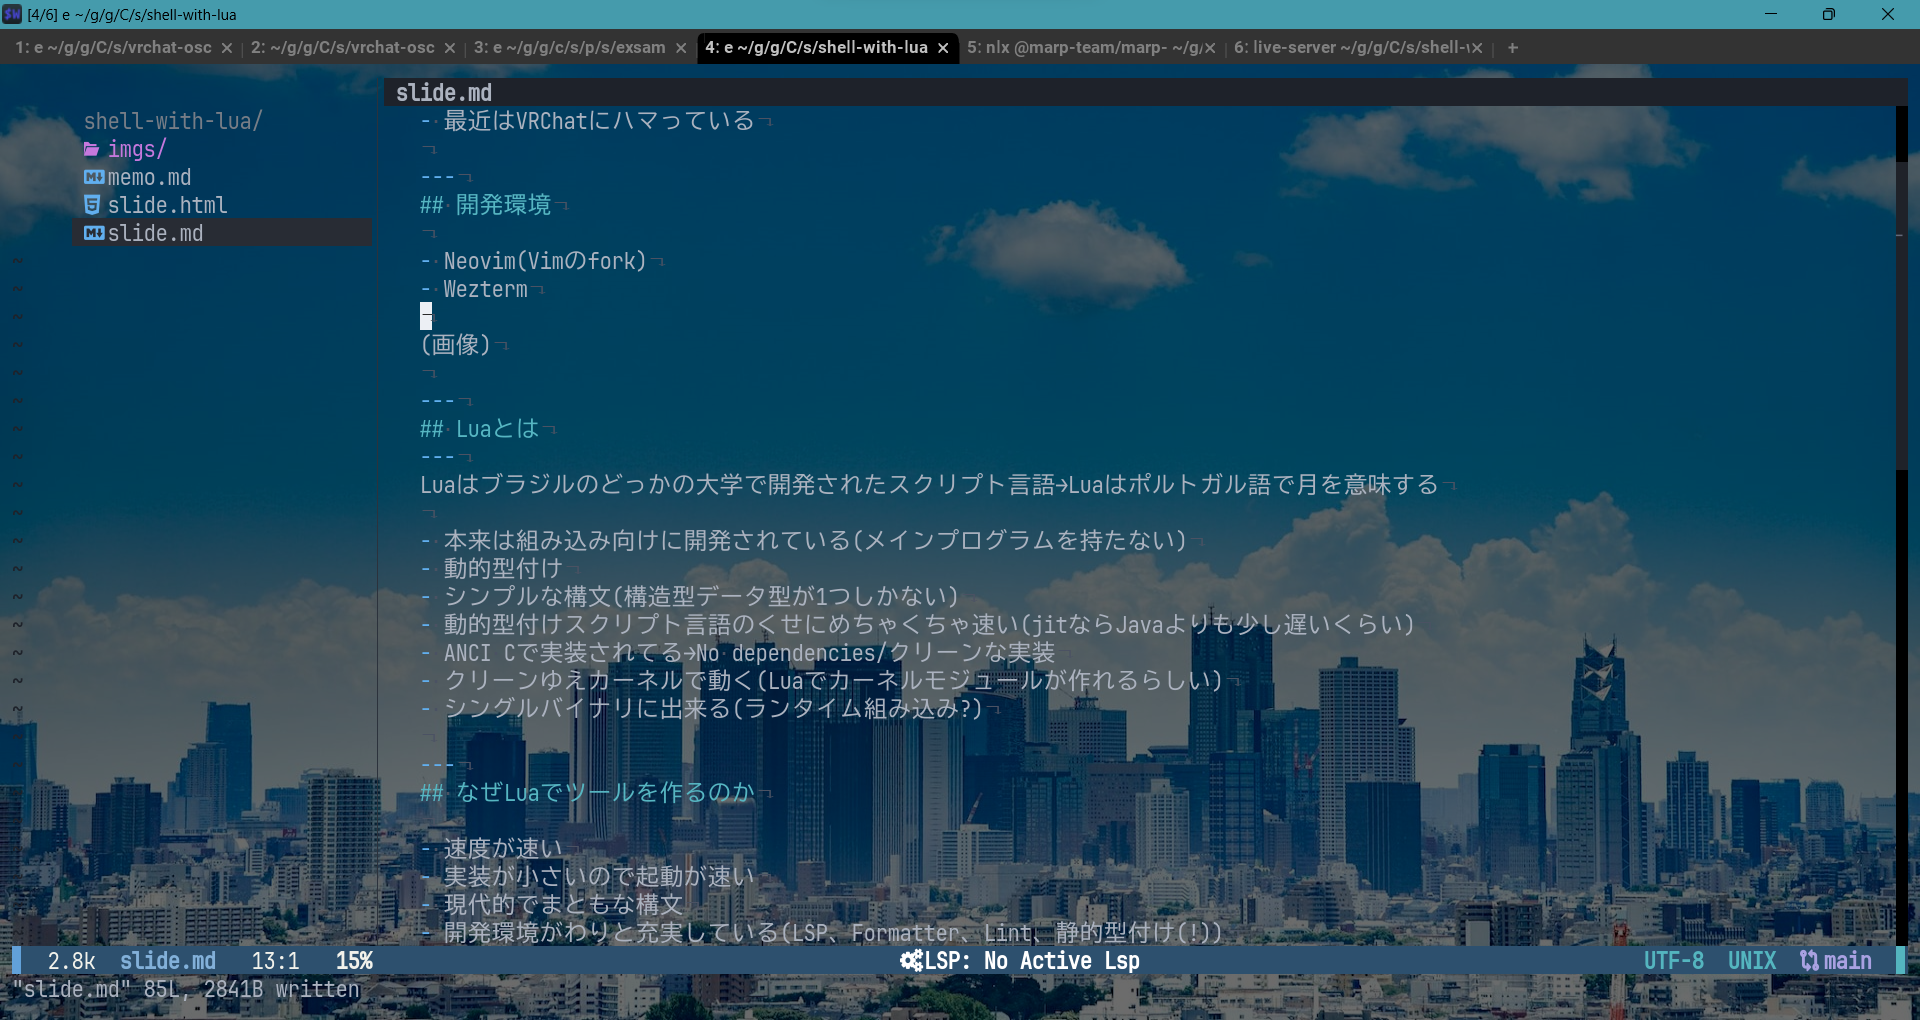 [4/6] e ~/g/g/C/s/shell-with-lua
1: e ~/g/g/C/s/vrchat-osc
2: ~/g/g/C/s/vrchat-osc
3: e ~/g/g/c/s/p/s/exsam
4: e ~/g/g/C/s/shell-with-lua
5: nlx @marp-team/marp- ~/g/
6: live-server ~/g/g/C/s/shell-
slide.md
shell-with-lua/
imgs/
memo.md
slide.html
slide.md
- 最近はVRChatにハマっている
---
## 開発環境
- Neovim(Vimのfork)
- Wezterm
(画像)
---
## Luaとは
---
Luaはブラジルのどっかの大学で開発されたスクリプト言語→Luaはポルトガル語で月を意味する
- 本来は組み込み向けに開発されている(メインプログラムを持たない)
- 動的型付け
- シンプルな構文(構造型データ型が1つしかない)
- 動的型付けスクリプト言語のくせにめちゃくちゃ速い(jitならJavaよりも少し遅いくらい)
- ANCI Cで実装されてる→No dependencies/クリーンな実装
- クリーンゆえカーネルで動く(Luaでカーネルモジュールが作れるらしい)
- シングルバイナリに出来る(ランタイム組み込み?)
---
## なぜLuaでツールを作るのか
- 速度が速い
- 実装が小さいので起動が速い
- 現代的でまともな構文
- 開発環境がわりと充実している(LSP、Formatter、Lint、静的型付け(!))
2.8k slide.md 13:1 15% LSP: No Active Lsp UTF-8 UNIX main
"slide.md" 85L, 2841B written